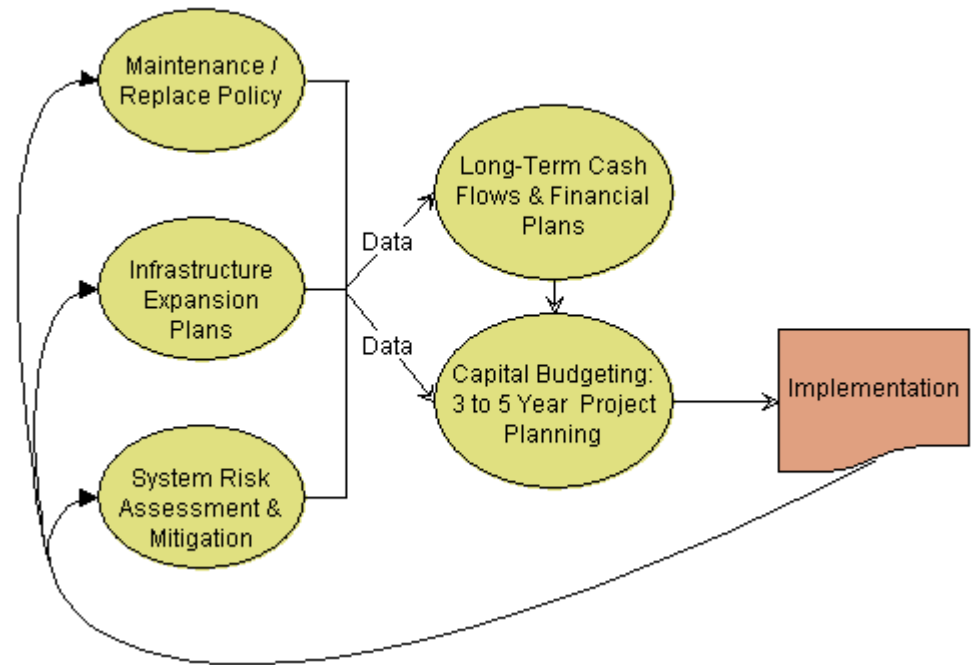 Maintenance /
Replace Policy
Long-Term Cash
Flows & Financial
Plans
Data
Infrastructure
Expansion
Plans
Data
Capital Budgeting:
3 to 5 Year Project
Planning
Implementation
System Risk
Assessment &
Mitigation